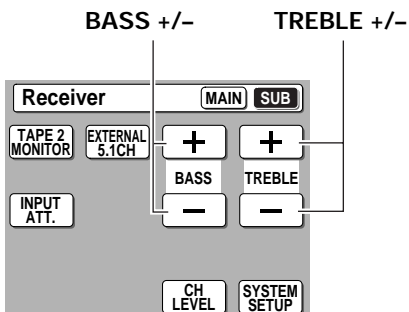 BASS +/–
TREBLE +/–
Receiver
MAIN
SUB
TAPE 2
MONITOR
EXTERNAL
5.1CH
+
+
BASS
TREBLE
–
–
INPUT
ATT.
CH
LEVEL
SYSTEM
SETUP